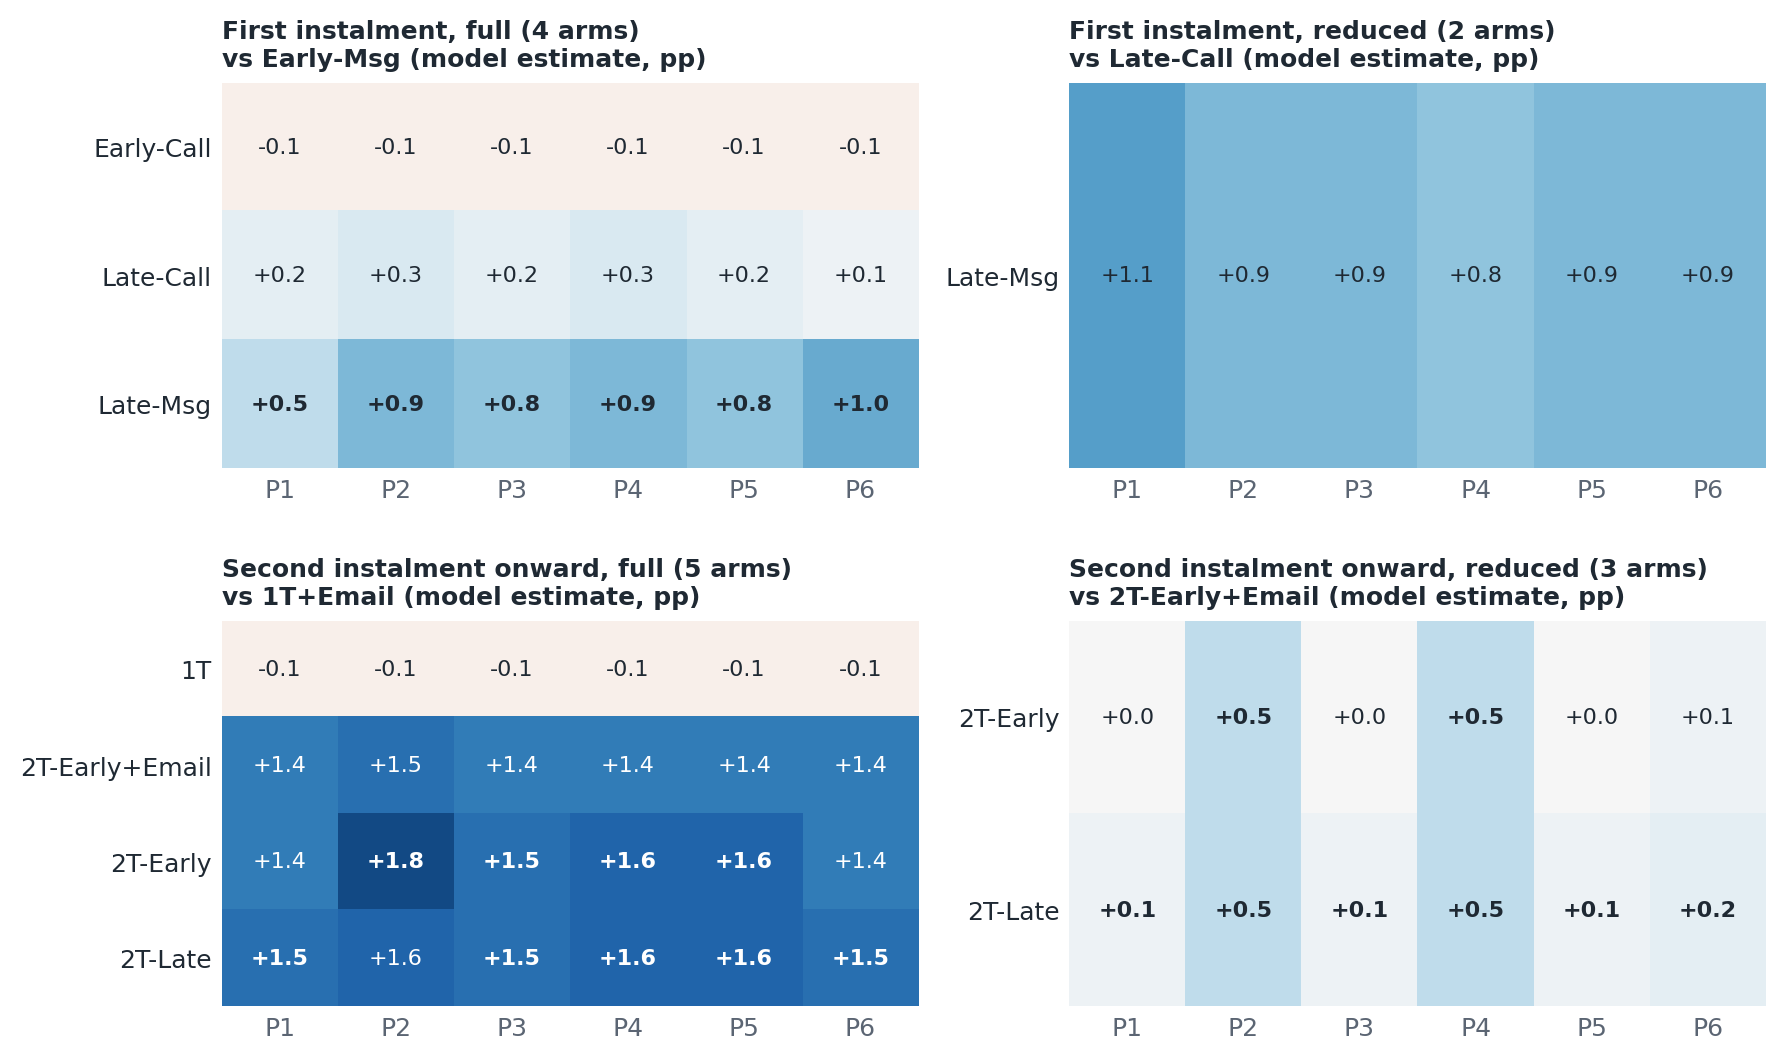 First instalment, full (4 arms)
vs Early-Msg (model estimate, pp)
Early-Call -0.1 -0.1 -0.1 -0.1 -0.1 -0.1
Late-Call +0.2 +0.3 +0.2 +0.3 +0.2 +0.1
Late-Msg +0.5 +0.9 +0.8 +0.9 +0.8 +1.0
P1 P2 P3 P4 P5 P6
First instalment, reduced (2 arms)
vs Late-Call (model estimate, pp)
Late-Msg +1.1 +0.9 +0.9 +0.8 +0.9 +0.9
P1 P2 P3 P4 P5 P6
Second instalment onward, full (5 arms)
vs 1T+Email (model estimate, pp)
1T -0.1 -0.1 -0.1 -0.1 -0.1 -0.1
2T-Early+Email +1.4 +1.5 +1.4 +1.4 +1.4 +1.4
2T-Early +1.4 +1.8 +1.5 +1.6 +1.6 +1.4
2T-Late +1.5 +1.6 +1.5 +1.6 +1.6 +1.5
P1 P2 P3 P4 P5 P6
Second instalment onward, reduced (3 arms)
vs 2T-Early+Email (model estimate, pp)
2T-Early +0.0 +0.5 +0.0 +0.5 +0.0 +0.1
2T-Late +0.1 +0.5 +0.1 +0.5 +0.1 +0.2
P1 P2 P3 P4 P5 P6